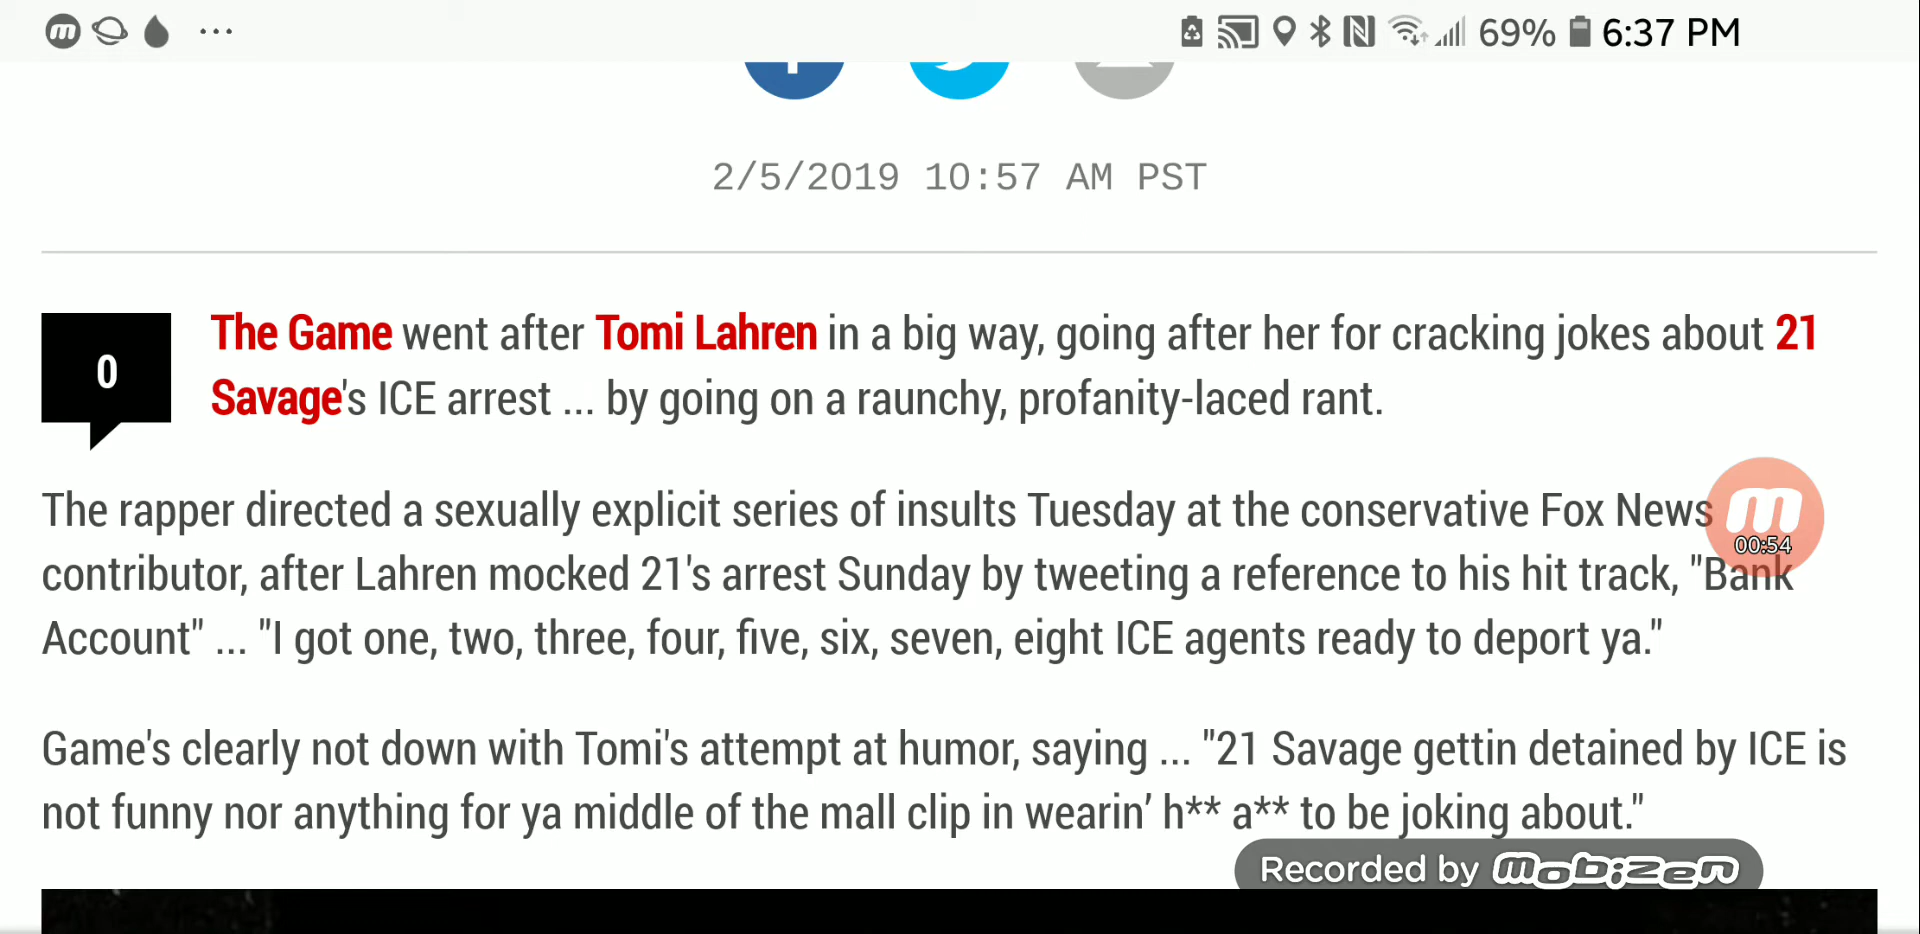 69% 6:37 PM
2/5/2019 10:57 AM PST
0
The Game went after Tomi Lahren in a big way, going after her for cracking jokes about 21
Savage's ICE arrest ... by going on a raunchy, profanity-laced rant.
The rapper directed a sexually explicit series of insults Tuesday at the conservative Fox News
00:54
contributor, after Lahren mocked 21's arrest Sunday by tweeting a reference to his hit track, "Bank
Account" ... "I got one, two, three, four, five, six, seven, eight ICE agents ready to deport ya."
Game's clearly not down with Tomi's attempt at humor, saying ... "21 Savage gettin detained by ICE is
not funny nor anything for ya middle of the mall clip in wearin’ h** a** to be joking about."
Recorded by mobizen